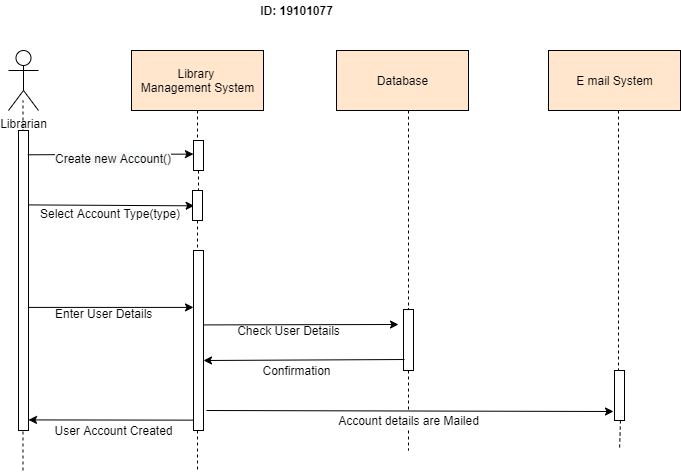 ID: 19101077
Library
Management System
Database
E mail System
Librarian
Create new Account()
Select Account Type(type)
Enter User Details
Check User Details
Confirmation
Account details are Mailed
User Account Created